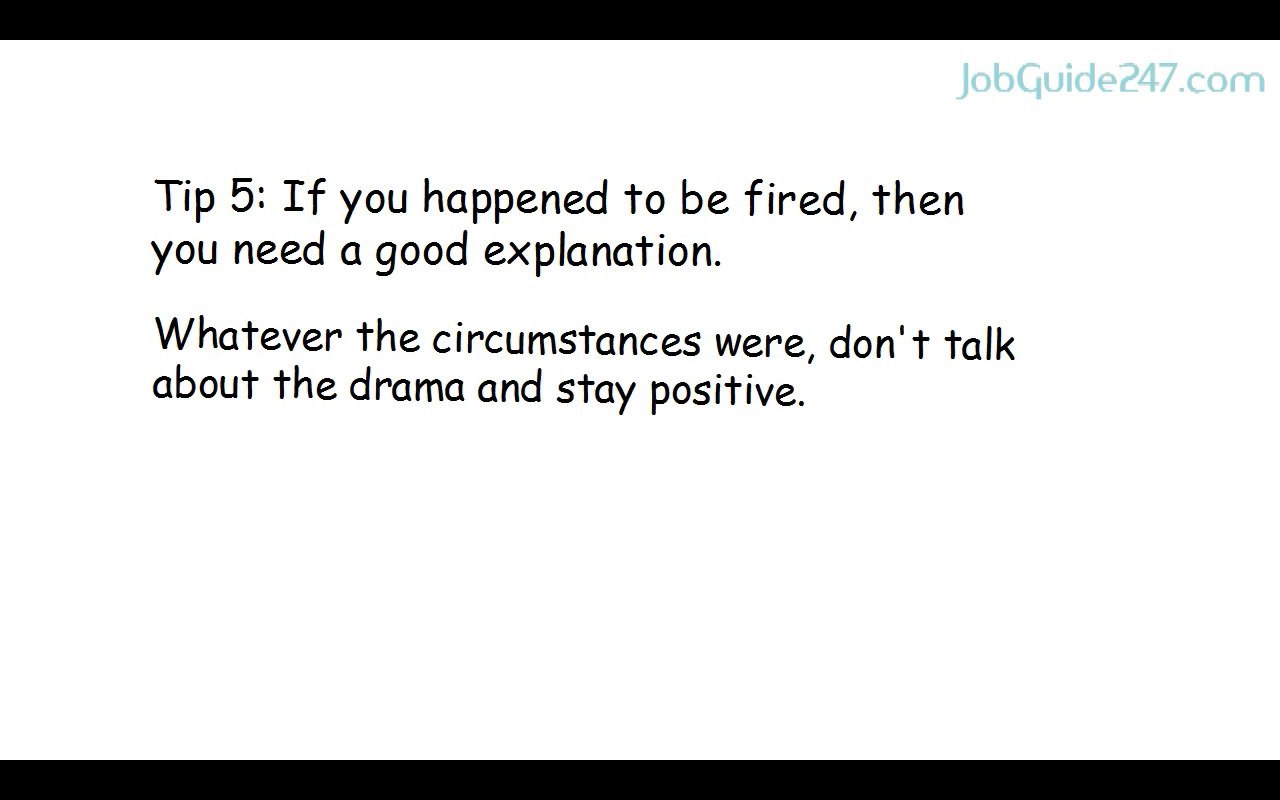 JobGuide247.com
Tip 5: If you happened to be fired, then
you need a good explanation.
Whatever the circumstances were, don't talk
about the drama and stay positive.